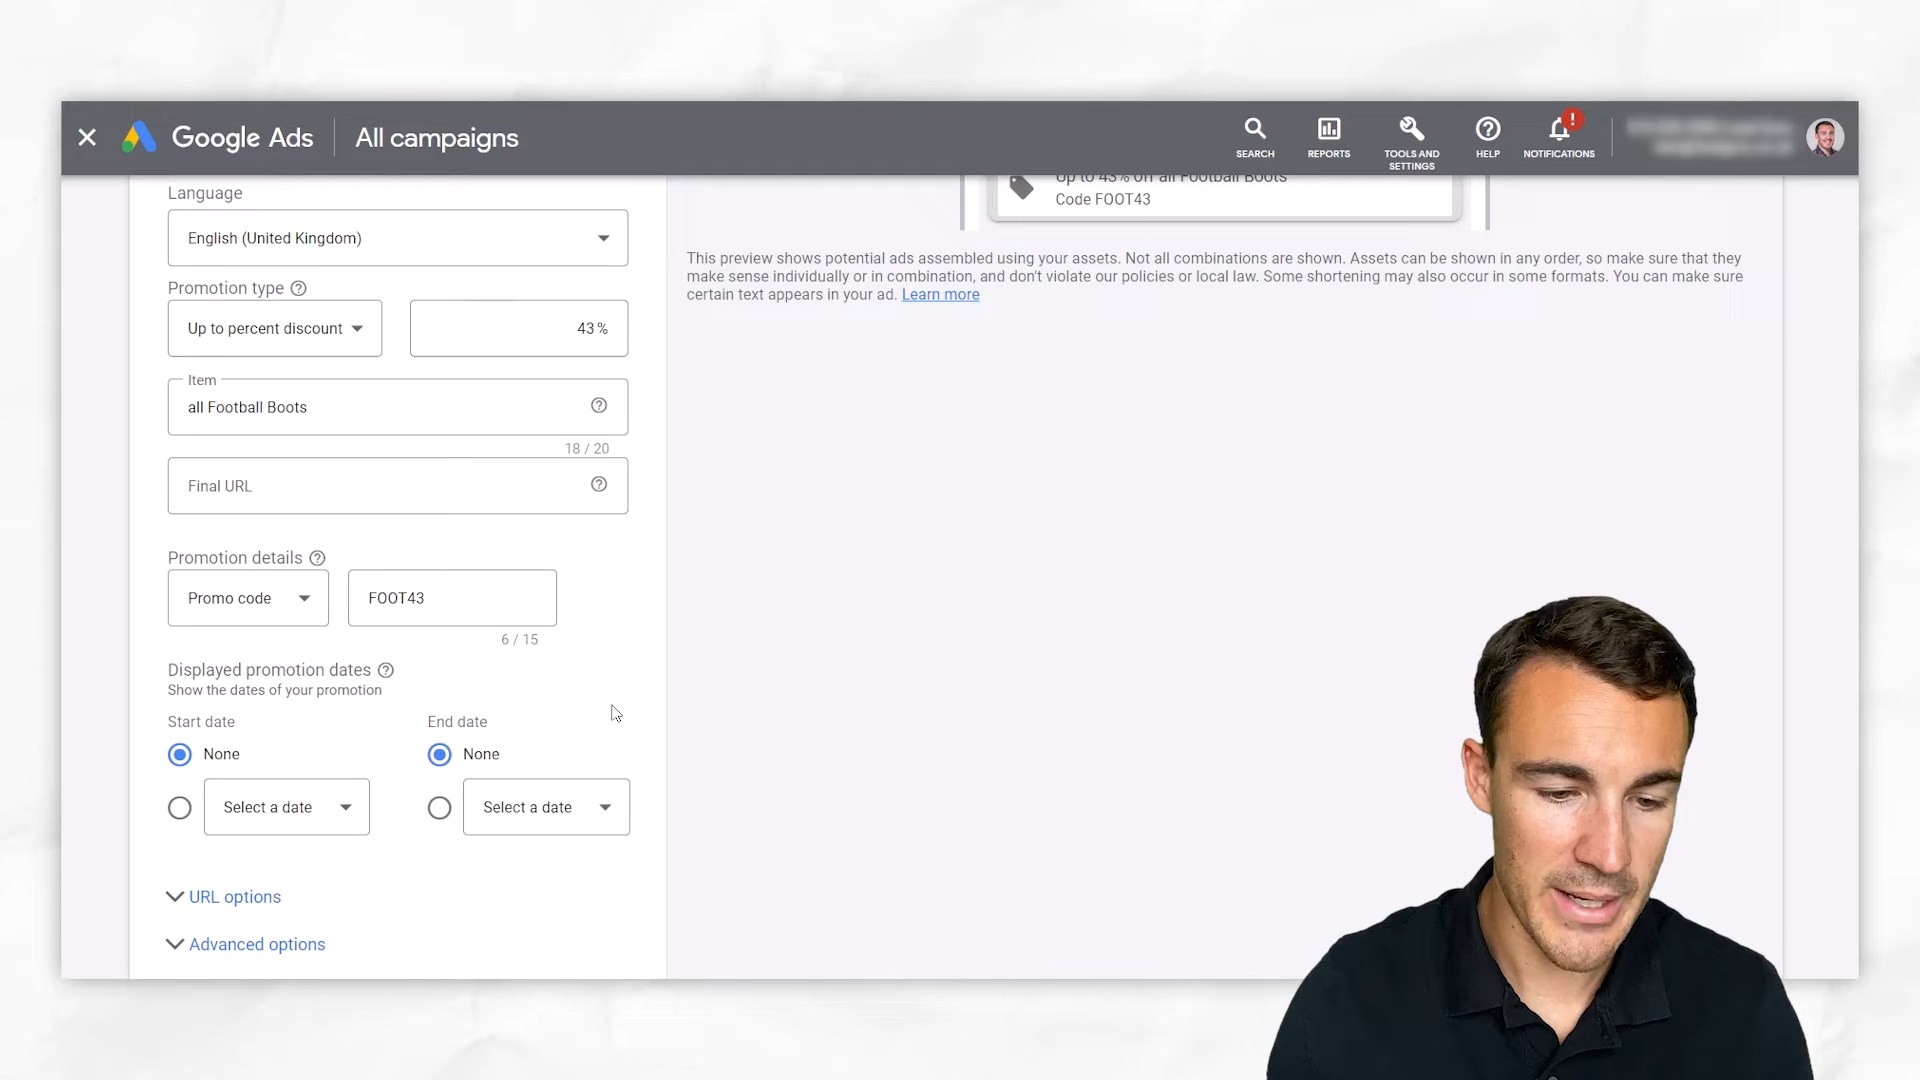 Google Ads
All campaigns
SEARCH
REPORTS
TOOLS AND
SETTINGS
HELP
!
NOTIFICATIONS
Language
English (United Kingdom)
Promotion type
Up to percent discount
43 %
Item
all Football Boots
18 / 20
Final URL
Promotion details
Promo code
FOOT43
6 / 15
Displayed promotion dates
Show the dates of your promotion
Start date
End date
None
None
Select a date
Select a date
URL options
Advanced options
Up to 43% off all Football Boots
Code FOOT43
This preview shows potential ads assembled using your assets. Not all combinations are shown. Assets can be shown in any order, so make sure that they
make sense individually or in combination, and don't violate our policies or local law. Some shortening may also occur in some formats. You can make sure
certain text appears in your ad. Learn more